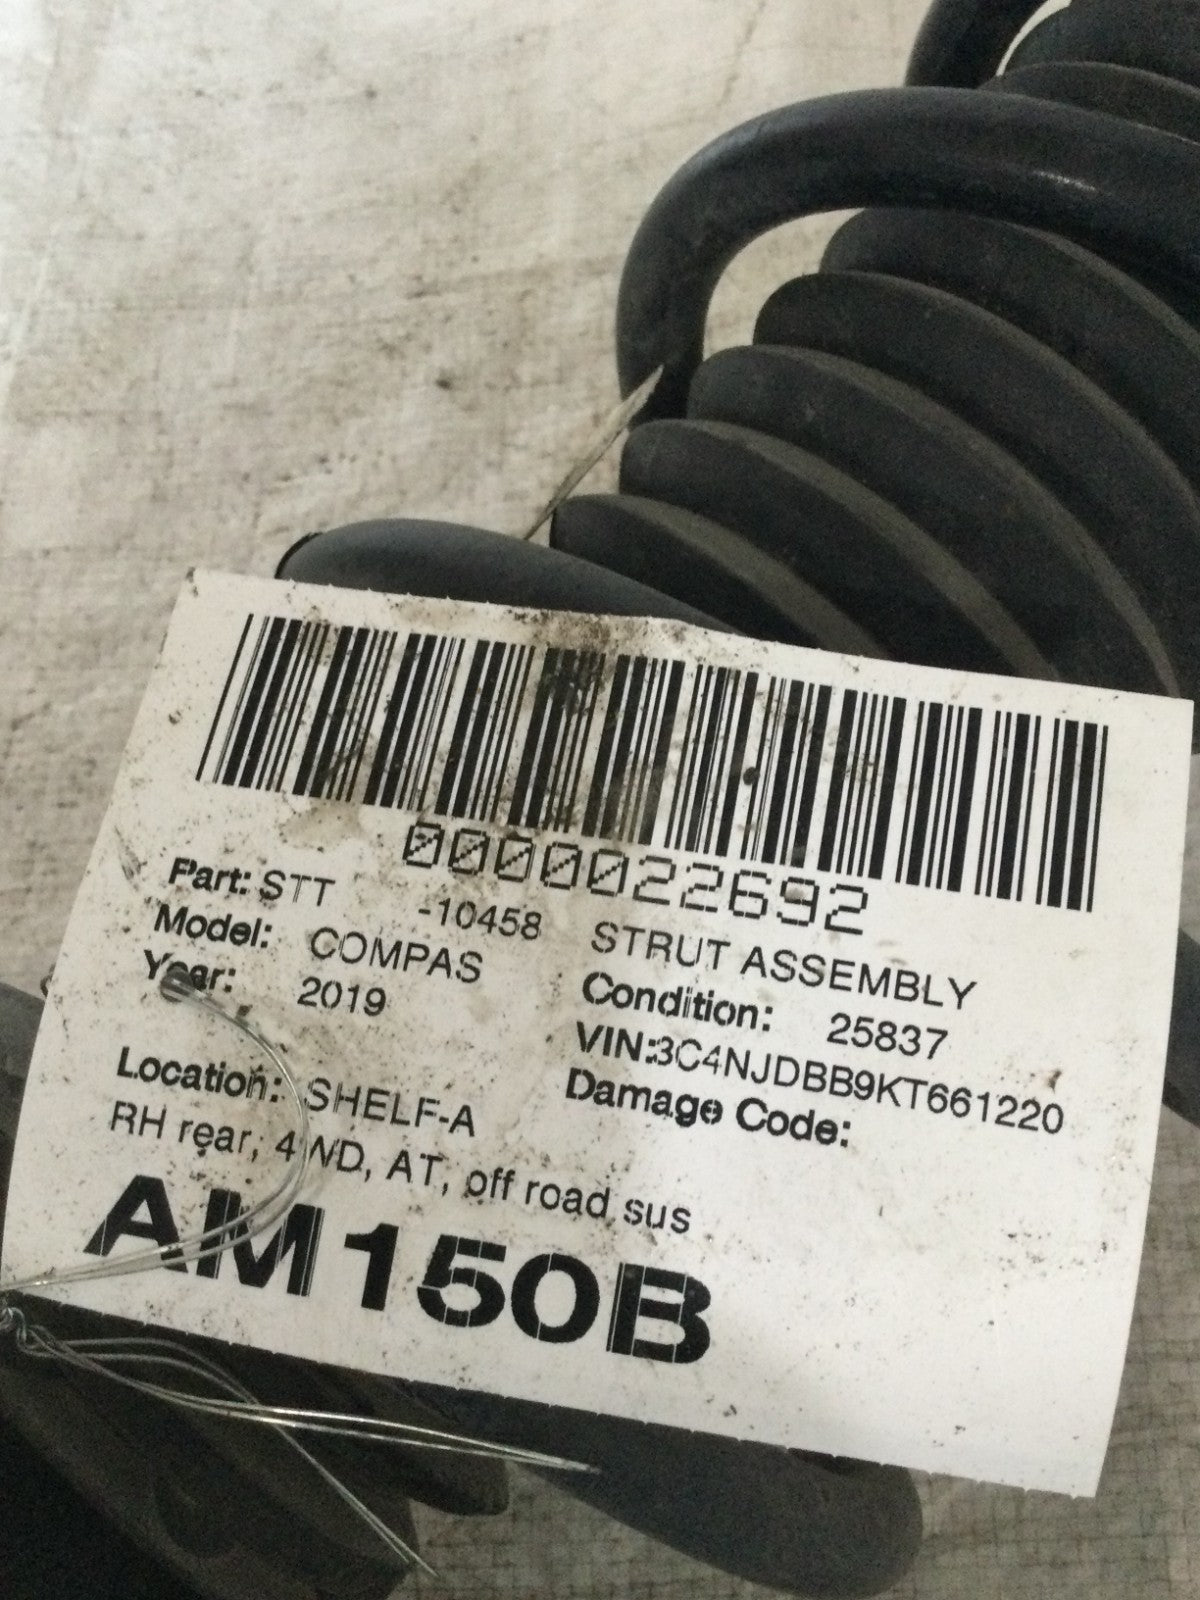 0000022692
Part: STT -10458 STRUT ASSEMBLY
Model: COMPAS Condition: 25837
Year: 2019 VIN:3C4NJDBB9KT661220
Damage Code:
Location: SHELF-A
RH rear, 4WD, AT, off road sus
AM150B